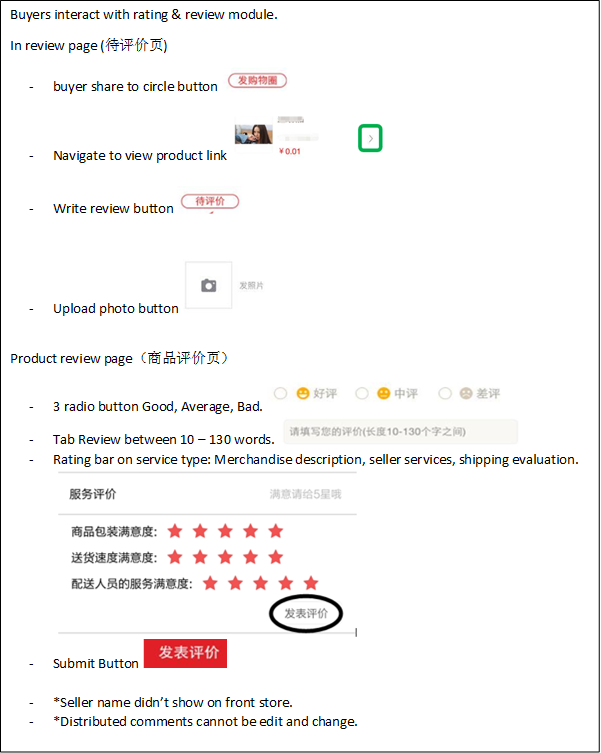 Buyers interact with rating & review module.
In review page (待评价页)
- buyer share to circle button 发购物圈
- Navigate to view product link ¥0.01
- Write review button 待评价
- Upload photo button 发照片
Product review page（商品评价页）
- 3 radio button Good, Average, Bad. 好评 中评 差评
- Tab Review between 10 – 130 words. 请填写您的评价(长度10-130个字之间)
- Rating bar on service type: Merchandise description, seller services, shipping evaluation.
服务评价 满意请给5星哦
商品包装满意度:
送货速度满意度:
配送人员的服务满意度:
发表评价
- Submit Button 发表评价
- *Seller name didn’t show on front store.
- *Distributed comments cannot be edit and change.